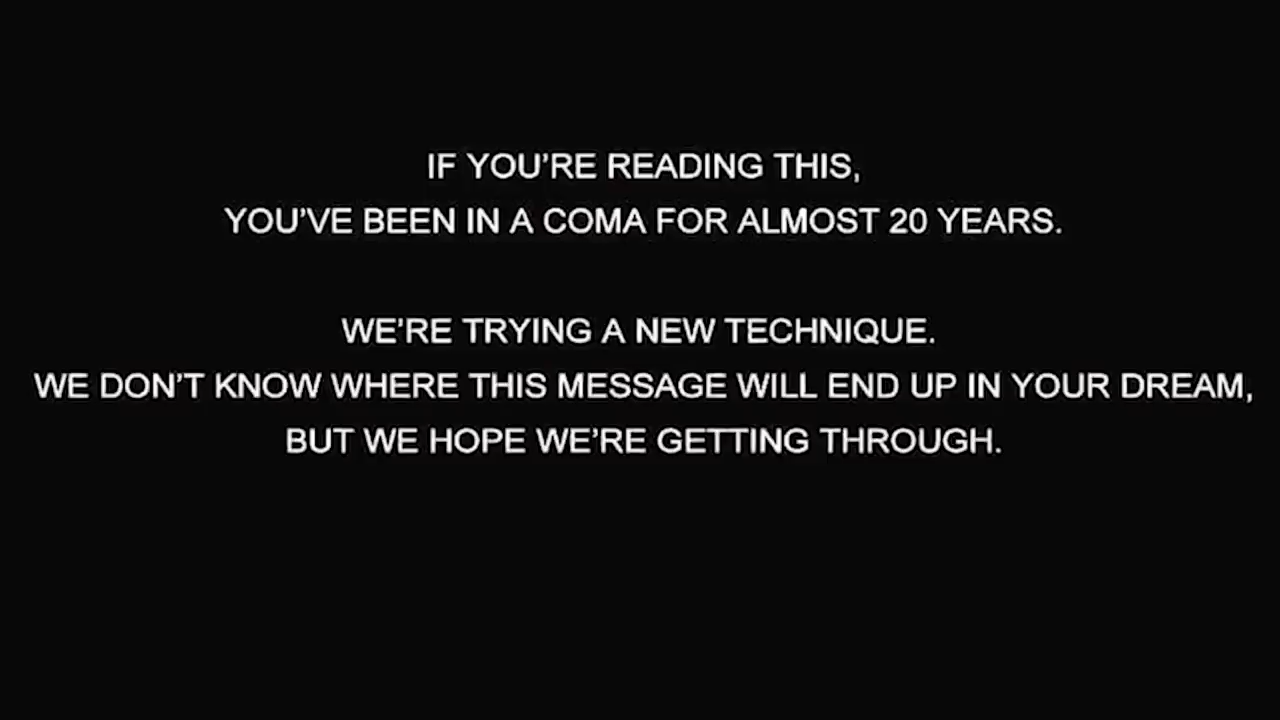 IF YOU’RE READING THIS,
YOU’VE BEEN IN A COMA FOR ALMOST 20 YEARS.
WE’RE TRYING A NEW TECHNIQUE.
WE DON’T KNOW WHERE THIS MESSAGE WILL END UP IN YOUR DREAM,
BUT WE HOPE WE’RE GETTING THROUGH.